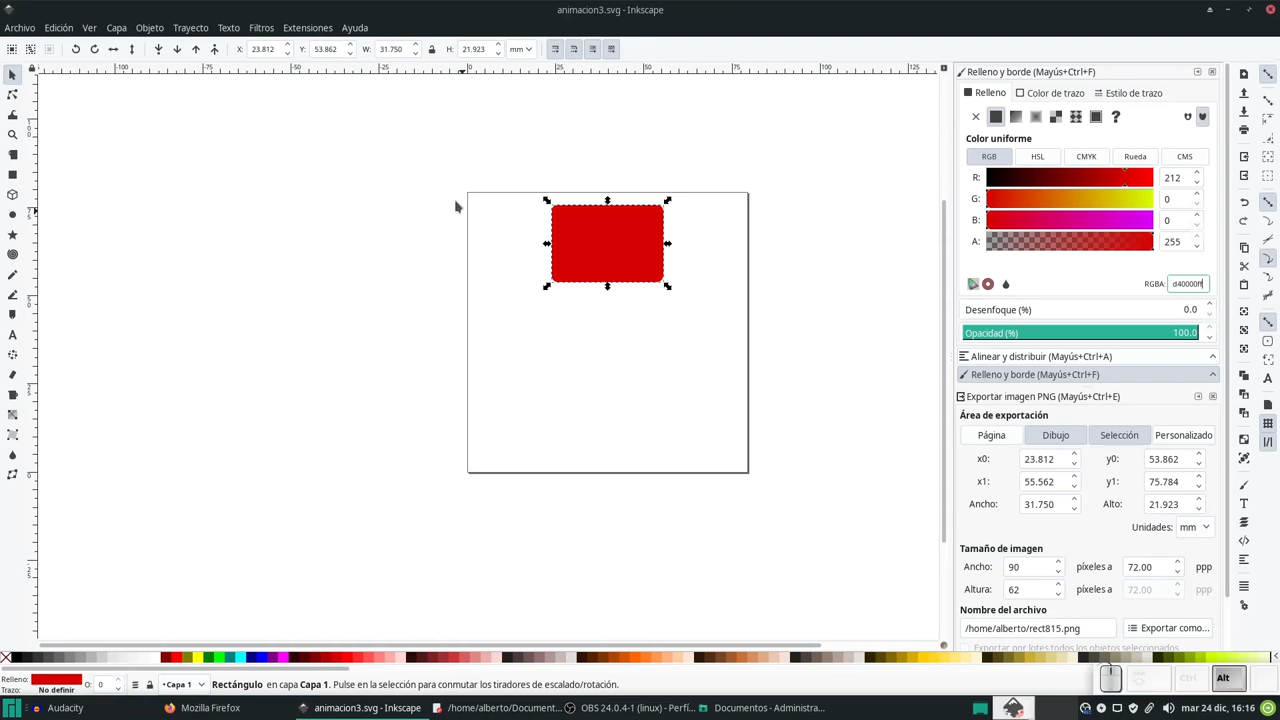 animacion3.svg - Inkscape
Archivo Edición Ver Capa Objeto Trayecto Texto Filtros Extensiones Ayuda
X: 23.812 Y: 53.862 W: 31.750 H: 21.923 mm
Relleno y borde (Mayús+Ctrl+F)
Relleno Color de trazo Estilo de trazo
Color uniforme
RGB HSL CMYK Rueda CMS
R: 212
G: 0
B: 0
A: 255
RGBA: d40000ff
Desenfoque (%) 0.0
Opacidad (%) 100.0
Alinear y distribuir (Mayús+Ctrl+A)
Relleno y borde (Mayús+Ctrl+F)
Exportar imagen PNG (Mayús+Ctrl+E)
Área de exportación
Página Dibujo Selección Personalizado
x0: 23.812 y0: 53.862
x1: 55.562 y1: 75.784
Ancho: 31.750 Alto: 21.923
Unidades: mm
Tamaño de imagen
Ancho: 90 píxeles a 72.00 ppp
Altura: 62 píxeles a 72.00 ppp
Nombre del archivo
/home/alberto/rect815.png Exportar como...
Exportar por lotes todos los objetos seleccionados
Relleno:
Trazo: No definir O: 0 •Capa 1 Rectángulo en capa Capa 1. Pulse en la selección para conmutar los tiradores de escalado/rotación.
Ctrl Alt
Audacity Mozilla Firefox animacion3.svg - Inkscape /home/alberto/Document... OBS 24.0.4-1 (linux) - Perfi... Documentos - Administra... mar 24 dic, 16:16